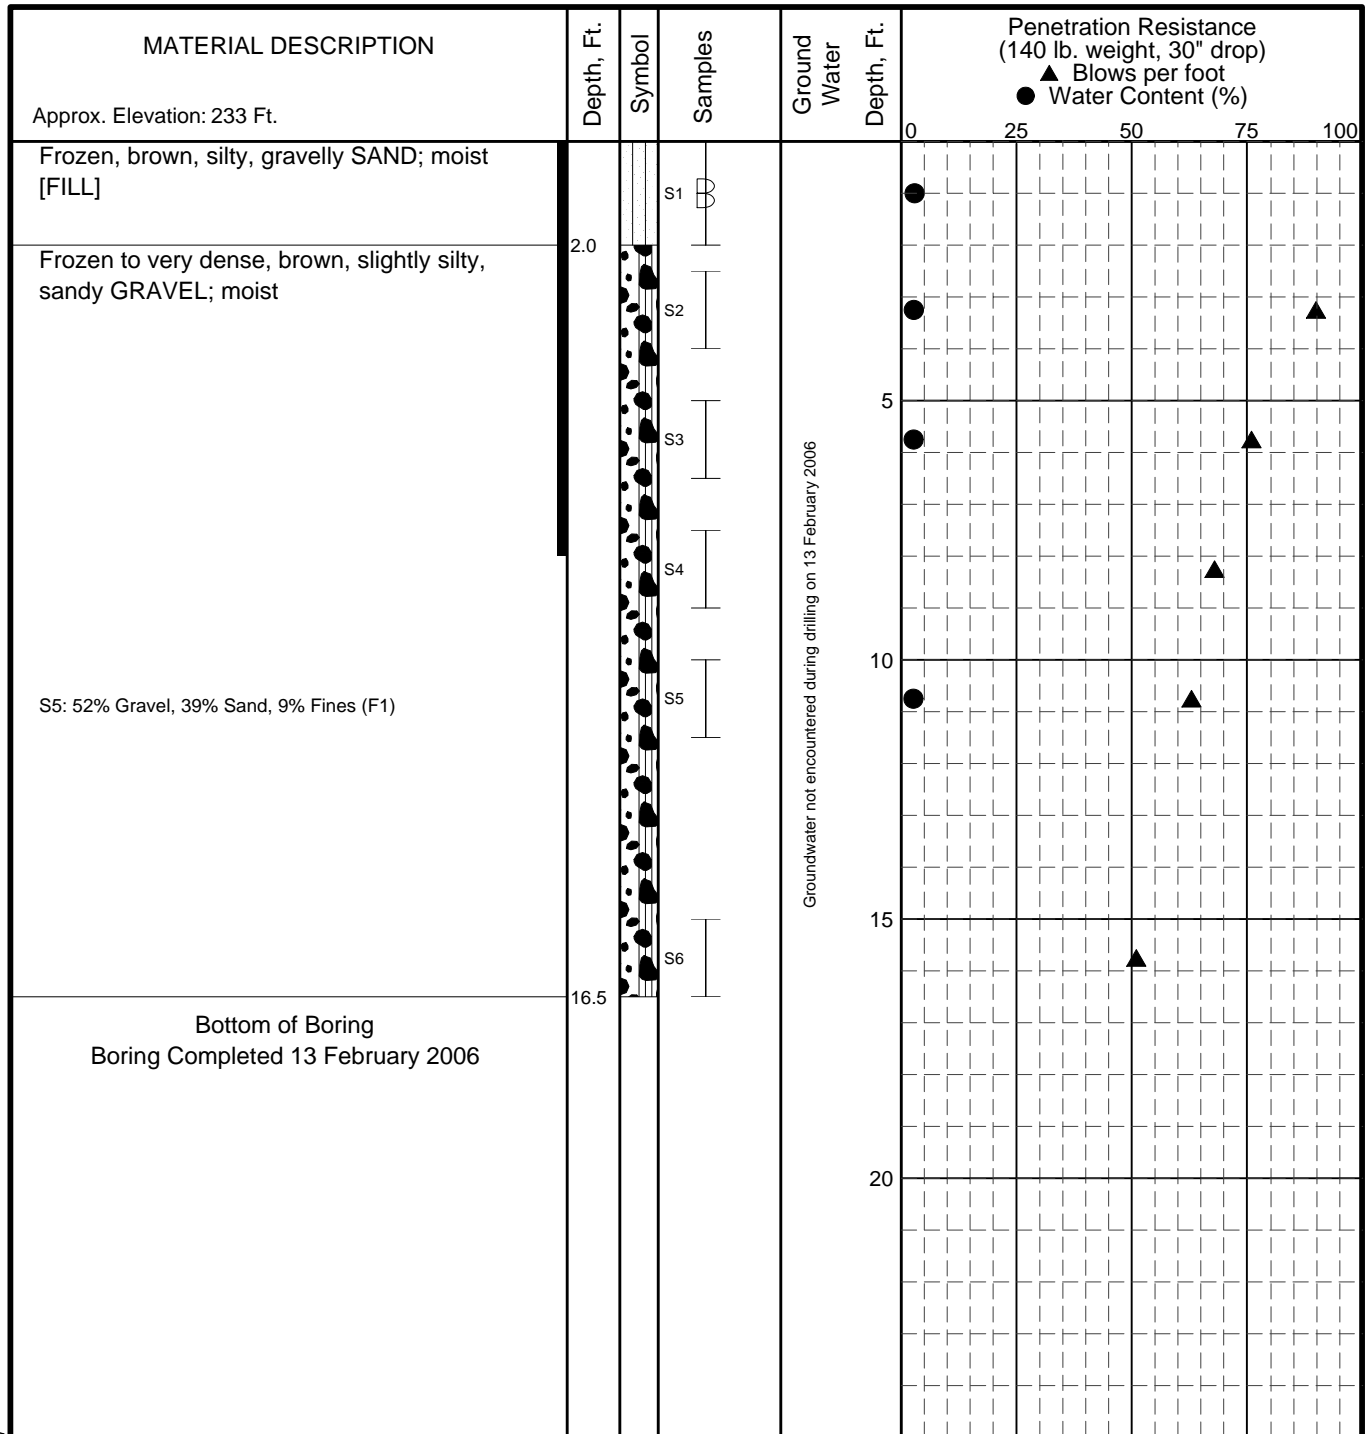 MATERIAL DESCRIPTION
Approx. Elevation: 233 Ft.
Depth, Ft.
Symbol
Samples
Ground
Water
Depth, Ft.
Penetration Resistance
(140 lb. weight, 30" drop)
▲ Blows per foot
● Water Content (%)
0 25 50 75 100
Frozen, brown, silty, gravelly SAND; moist
[FILL]
S1
2.0
Frozen to very dense, brown, slightly silty,
sandy GRAVEL; moist
S2
5
S3
S4
10
S5: 52% Gravel, 39% Sand, 9% Fines (F1)
S5
Groundwater not encountered during drilling on 13 February 2006
15
S6
16.5
Bottom of Boring
Boring Completed 13 February 2006
20